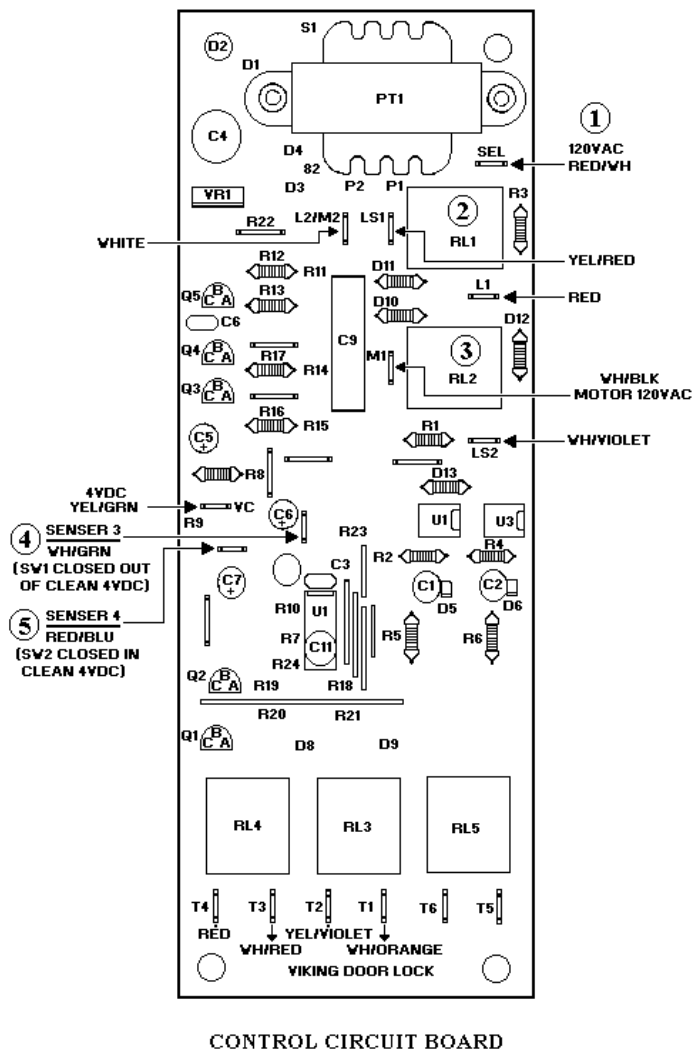 S1
D2
D1
PT1
1
C4
D4
82
D3
P2
P1
SEL
120VAC
RED/WH
VR1
R22
L2/M2
LS1
2
RL1
R3
WHITE
YEL/RED
R12
R11
D11
L1
RED
Q5
B
C A
R13
D10
D12
C6
C9
Q4
B
C A
R17
R14
M1
3
RL2
Q3
B
C A
WH/BLK
MOTOR 120VAC
R16
R15
C5
+
R1
WH/VIOLET
LS2
R8
D13
4VDC
YEL/GRN
VC
R9
C6
+
U1
U3
4
SENSER 3
WH/GRN
(SW1 CLOSED OUT
OF CLEAN 4VDC)
R23
R2
R4
C7
+
C3
C1
D5
C2
D6
5
SENSER 4
RED/BLU
(SW2 CLOSED IN
CLEAN 4VDC)
R10
U1
R7
C11
R24
R5
R6
Q2
B
C A
R19
R18
R20
R21
Q1
B
C A
D8
D9
RL4
RL3
RL5
T4
T3
T2
T1
T6
T5
RED
YEL/VIOLET
WH/RED
WH/ORANGE
VIKING DOOR LOCK
CONTROL CIRCUIT BOARD